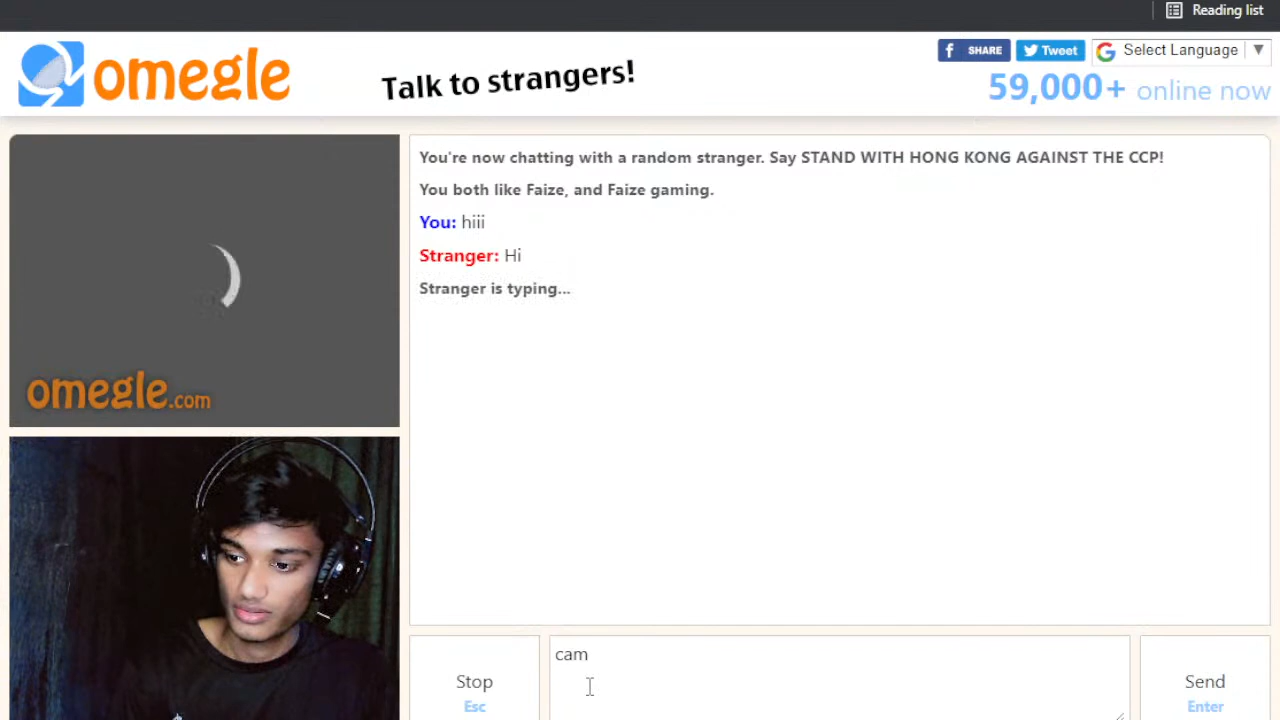 Reading list
omegle
Talk to strangers!
f SHARE
Tweet
G Select Language ▼
59,000+ online now
You're now chatting with a random stranger. Say STAND WITH HONG KONG AGAINST THE CCP!
You both like Faize, and Faize gaming.
You: hiii
Stranger: Hi
Stranger is typing...
omegle.com
cam
Stop
Esc
Send
Enter